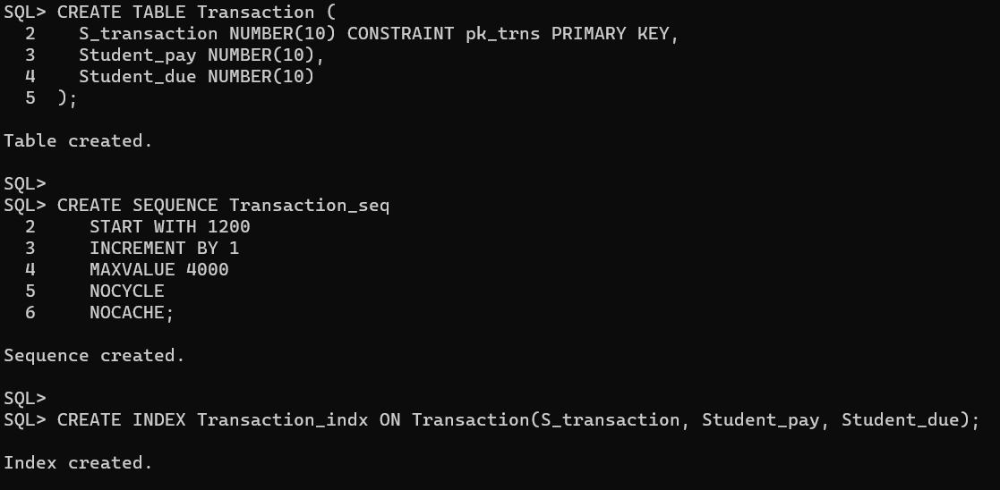 SQL> CREATE TABLE Transaction (
  2    S_transaction NUMBER(10) CONSTRAINT pk_trns PRIMARY KEY,
  3    Student_pay NUMBER(10),
  4    Student_due NUMBER(10)
  5  );
Table created.
SQL>
SQL> CREATE SEQUENCE Transaction_seq
  2     START WITH 1200
  3     INCREMENT BY 1
  4     MAXVALUE 4000
  5     NOCYCLE
  6     NOCACHE;
Sequence created.
SQL>
SQL> CREATE INDEX Transaction_indx ON Transaction(S_transaction, Student_pay, Student_due);
Index created.